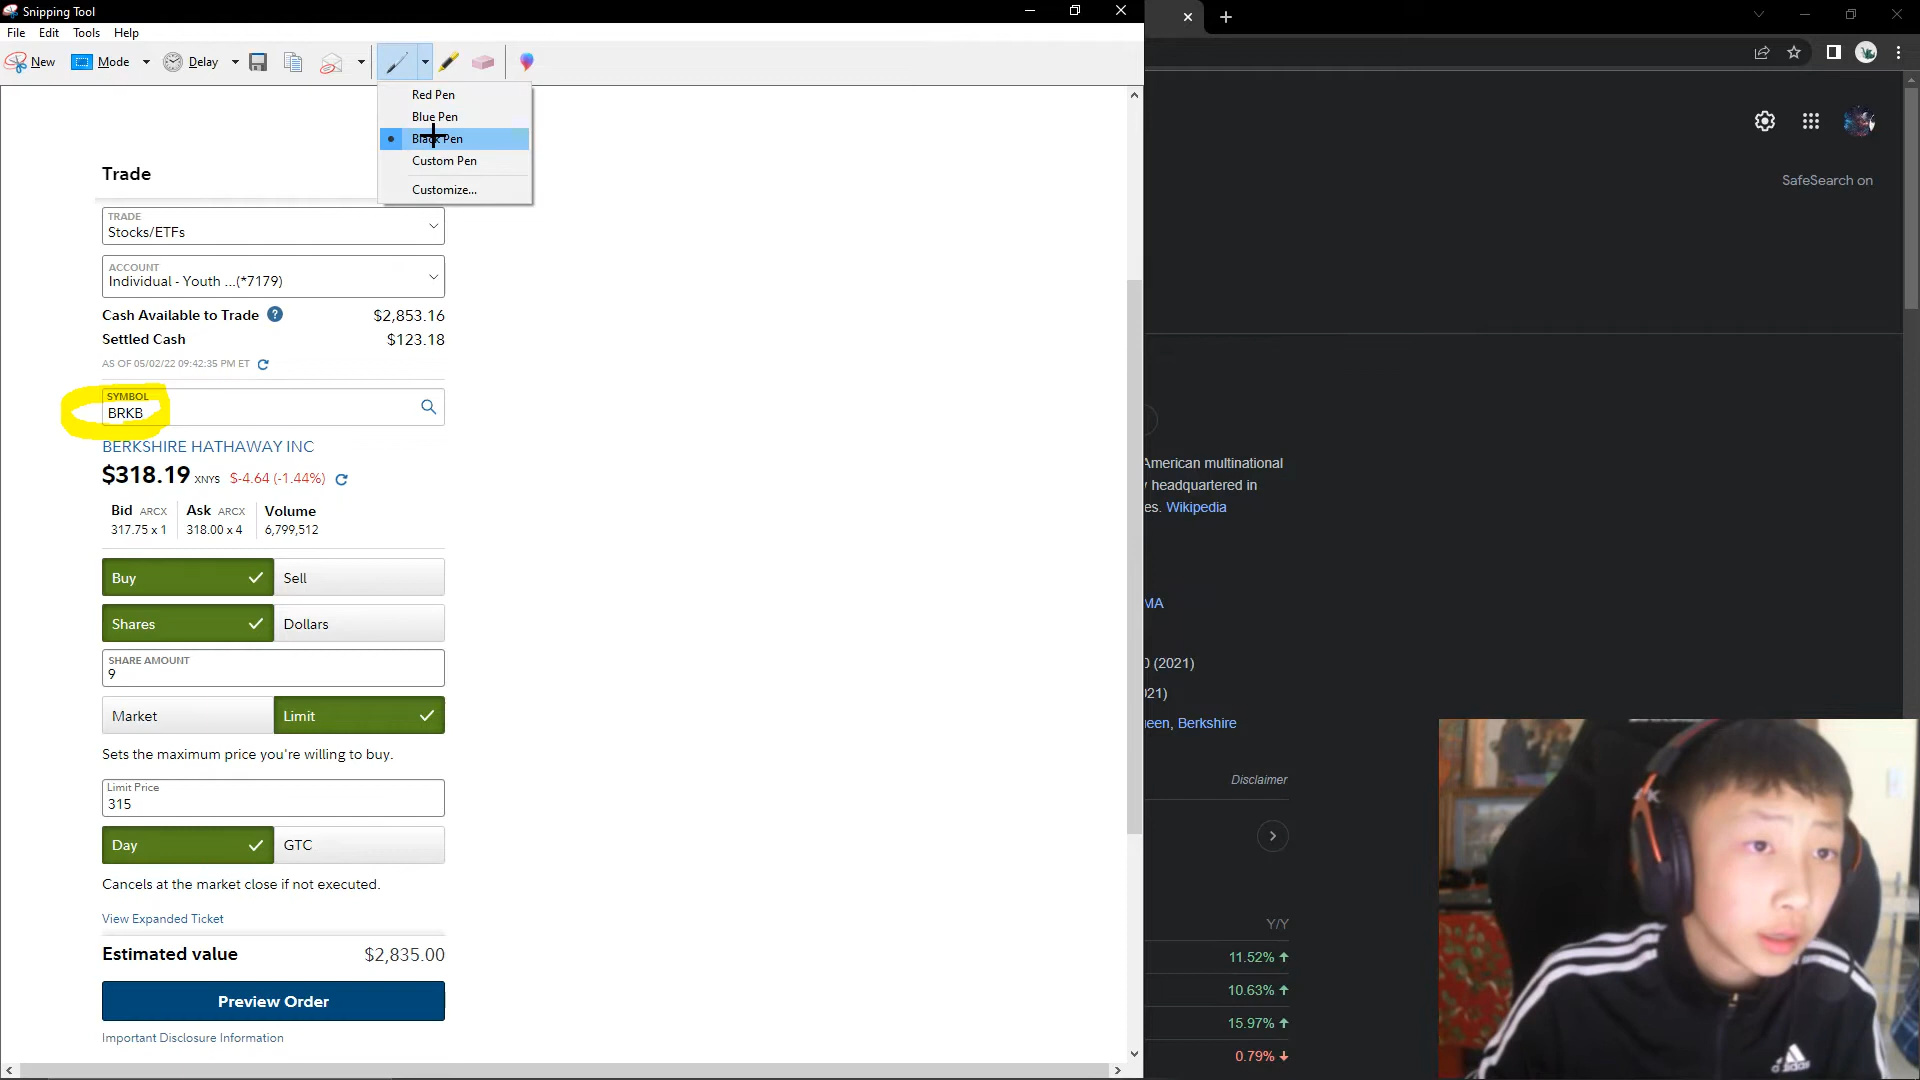 Snipping Tool
File Edit Tools Help
New Mode Delay
Red Pen
Blue Pen
Black Pen
Custom Pen
Customize...
Trade
TRADE
Stocks/ETFs
ACCOUNT
Individual - Youth ...(*7179)
Cash Available to Trade ? $2,853.16
Settled Cash $123.18
AS OF 05/02/22 09:42:35 PM ET
SYMBOL
BRKB
BERKSHIRE HATHAWAY INC
$318.19 XNYS $-4.64 (-1.44%)
Bid ARCX Ask ARCX Volume
317.75 x 1 318.00 x 4 6,799,512
Buy Sell
Shares Dollars
SHARE AMOUNT
9
Market Limit
Sets the maximum price you're willing to buy.
Limit Price
315
Day GTC
Cancels at the market close if not executed.
View Expanded Ticket
Estimated value $2,835.00
Preview Order
Important Disclosure Information
SafeSearch on
American multinational
headquartered in
es. Wikipedia
MA
(2021)
21)
een, Berkshire
Disclaimer
Y/Y
11.52%
10.63%
15.97%
0.79%
adidas